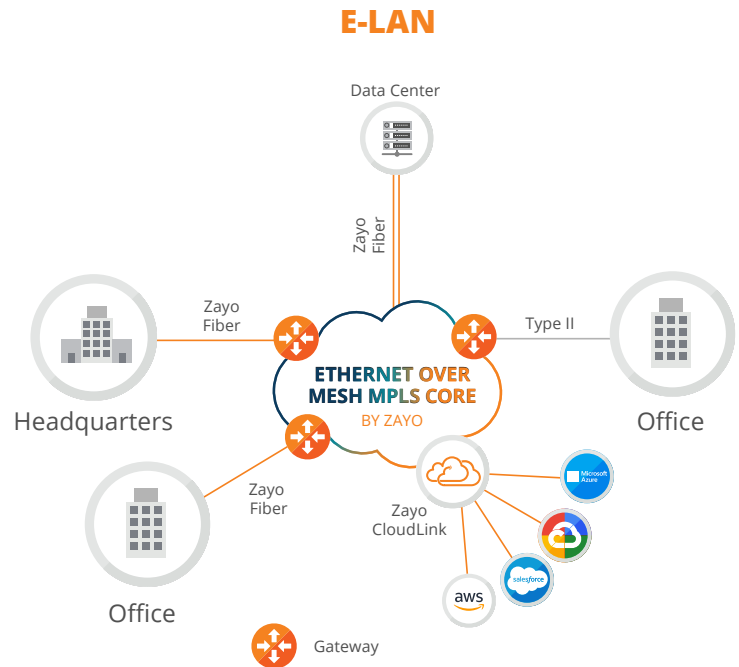 E-LAN
Data Center
Zayo
Fiber
Zayo
Fiber
Type II
ETHERNET OVER
MESH MPLS CORE
BY ZAYO
Headquarters
Office
Microsoft
Azure
Zayo
Fiber
Zayo
CloudLink
salesforce
aws
Office
Gateway